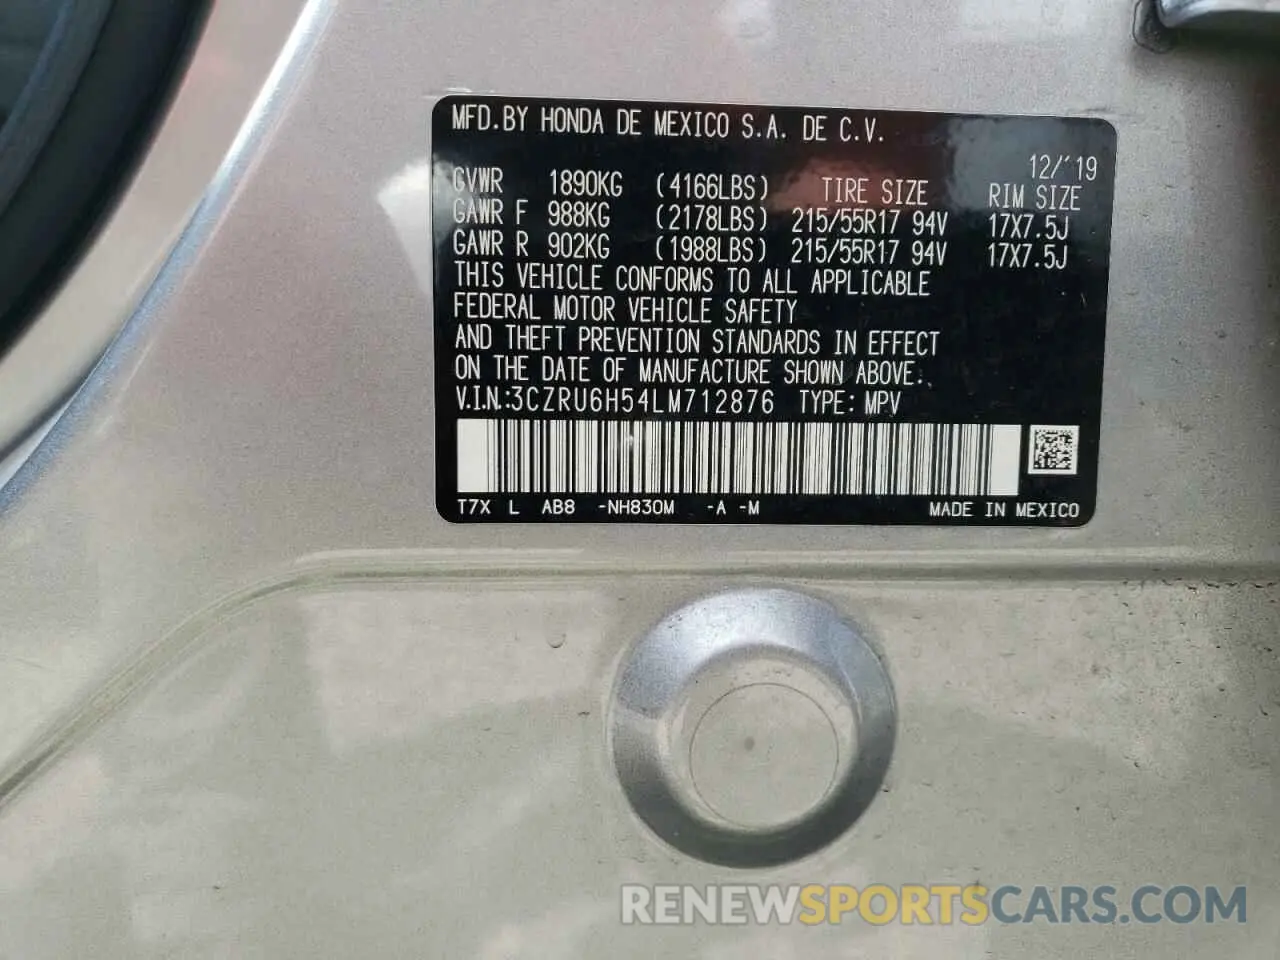 MFD.BY HONDA DE MEXICO S.A. DE C.V.
12/'19
GVWR 1890KG (4166LBS) TIRE SIZE RIM SIZE
GAWR F 988KG (2178LBS) 215/55R17 94V 17X7.5J
GAWR R 902KG (1988LBS) 215/55R17 94V 17X7.5J
THIS VEHICLE CONFORMS TO ALL APPLICABLE
FEDERAL MOTOR VEHICLE SAFETY
AND THEFT PREVENTION STANDARDS IN EFFECT
ON THE DATE OF MANUFACTURE SHOWN ABOVE.
V.I.N.:3CZRU6H54LM712876 TYPE: MPV
T7X L AB8 -NH830M -A -M MADE IN MEXICO
RENEWSPORTSCARS.COM